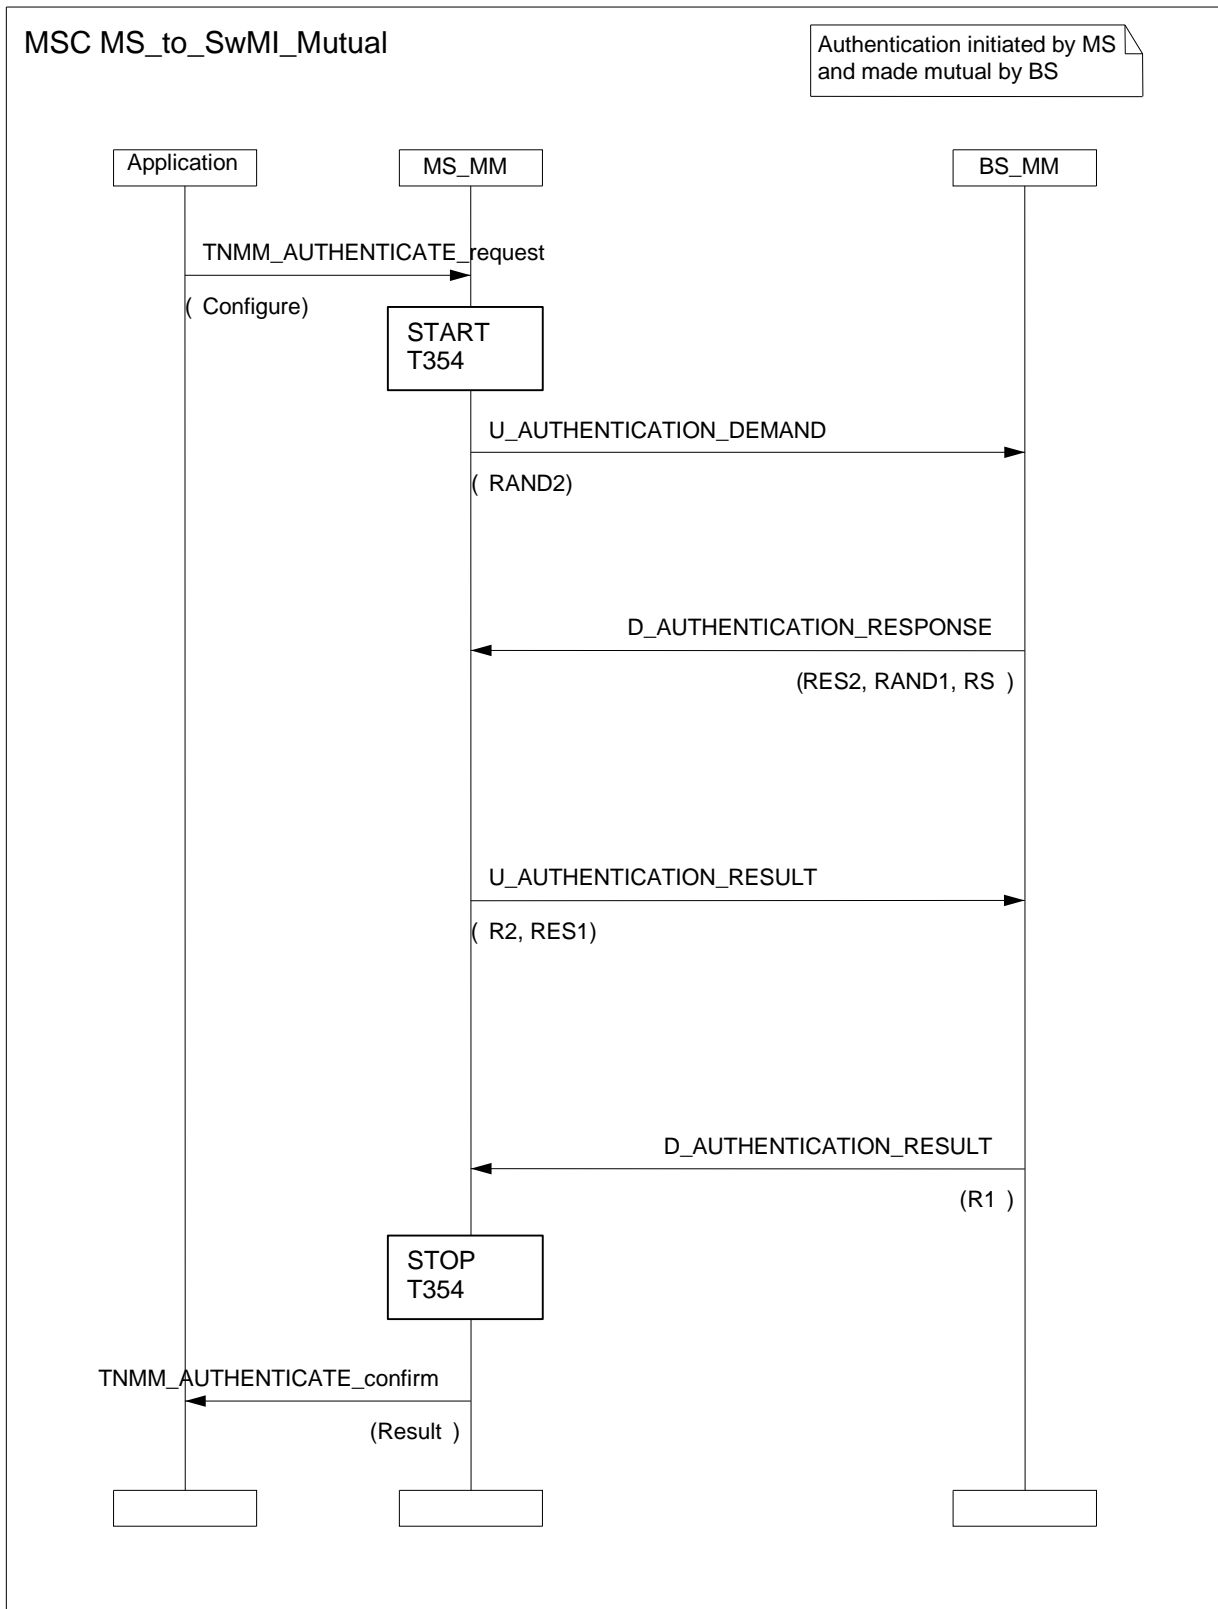 MSC MS_to_SwMI_Mutual
Authentication initiated by MS
and made mutual by BS
Application
MS_MM
BS_MM
TNMM_AUTHENTICATE_request
( Configure)
START
T354
U_AUTHENTICATION_DEMAND
( RAND2)
D_AUTHENTICATION_RESPONSE
(RES2, RAND1, RS )
U_AUTHENTICATION_RESULT
( R2, RES1)
D_AUTHENTICATION_RESULT
(R1 )
STOP
T354
TNMM_AUTHENTICATE_confirm
(Result )